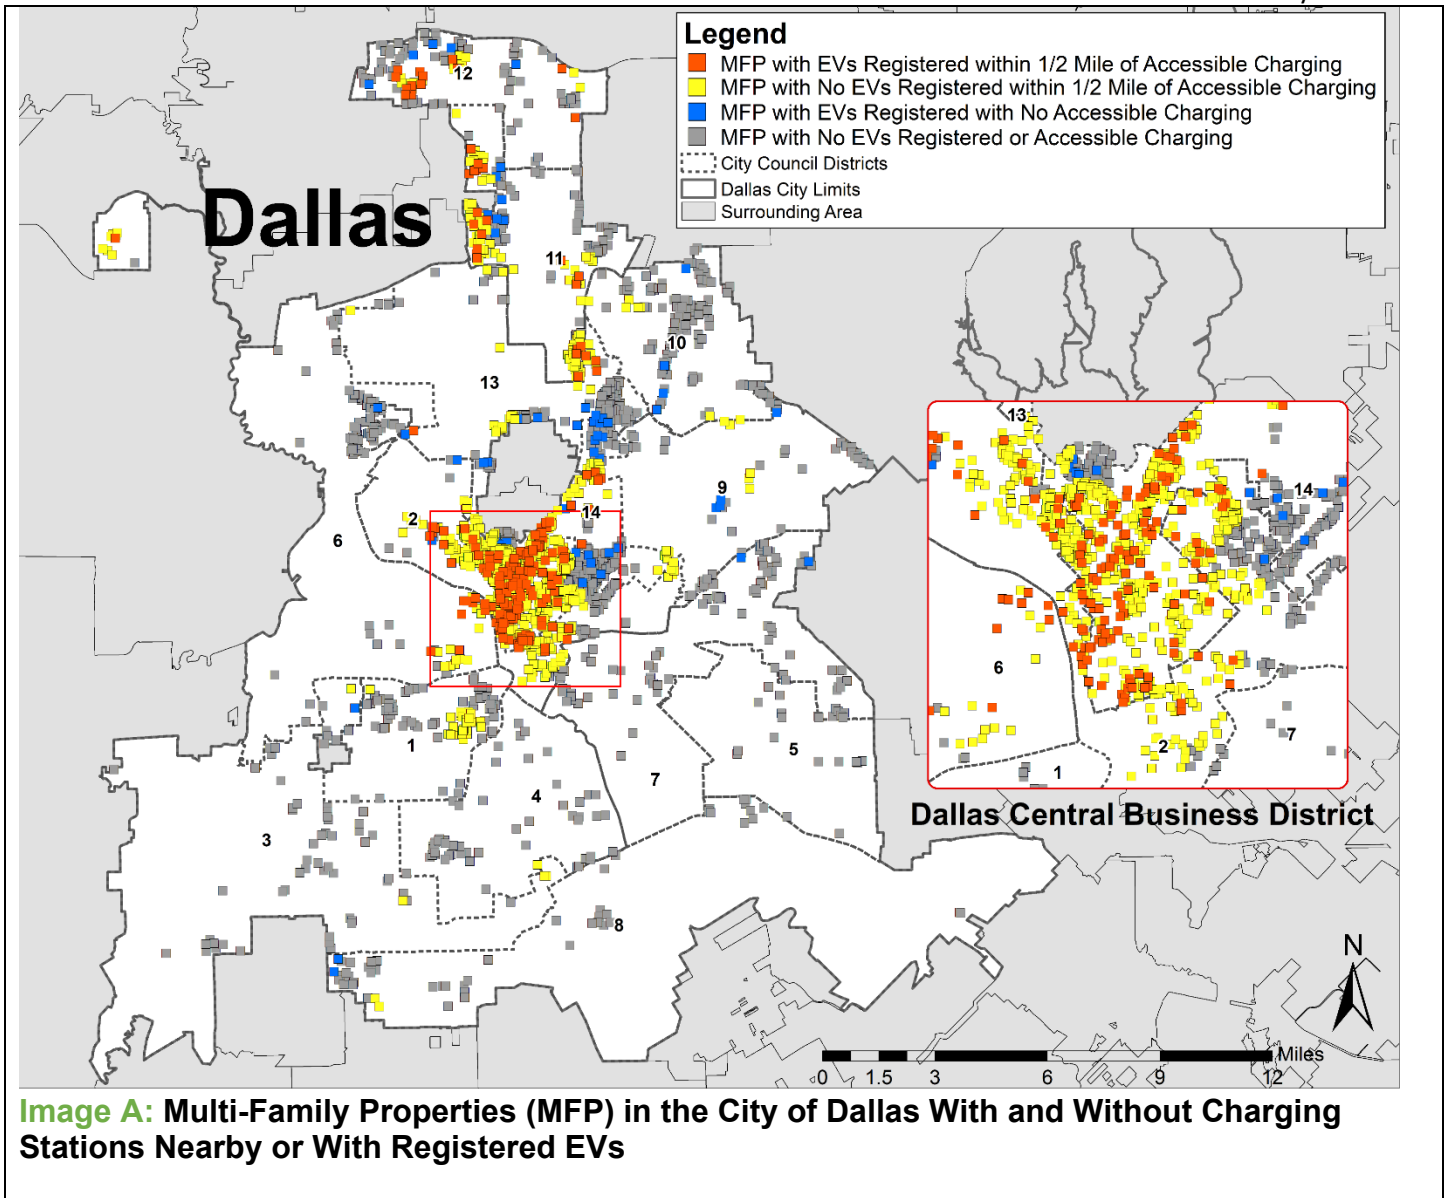 Legend
MFP with EVs Registered within 1/2 Mile of Accessible Charging
MFP with No EVs Registered within 1/2 Mile of Accessible Charging
MFP with EVs Registered with No Accessible Charging
MFP with No EVs Registered or Accessible Charging
City Council Districts
Dallas City Limits
Surrounding Area
Dallas
12
11
10
13
9
14
2
6
1
5
7
4
3
8
13
14
6
7
2
1
Dallas Central Business District
N
Miles
0 1.5 3 6 9 12
Image A: Multi-Family Properties (MFP) in the City of Dallas With and Without Charging
Stations Nearby or With Registered EVs